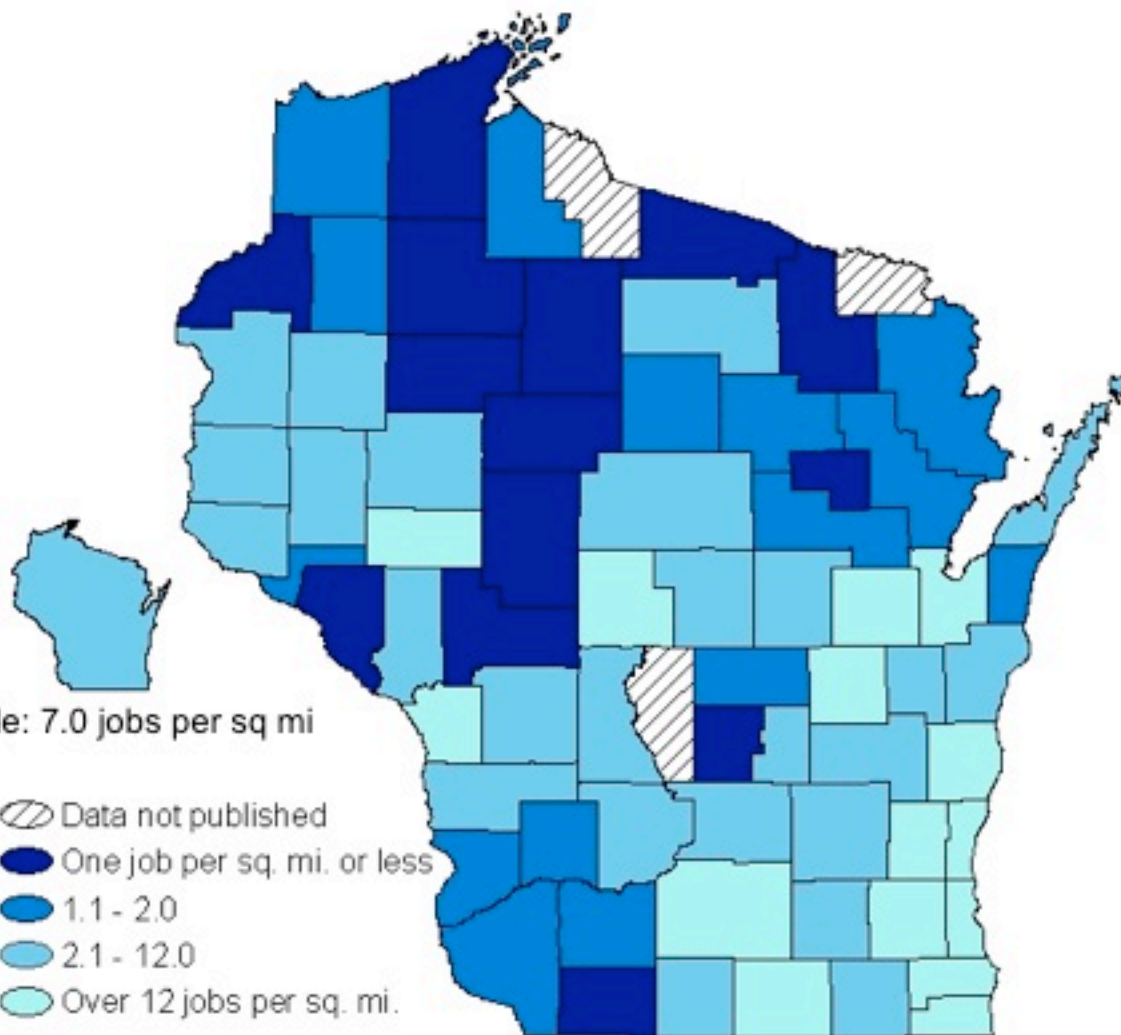 le: 7.0 jobs per sq mi
Data not published
One job per sq. mi. or less
1.1 - 2.0
2.1 - 12.0
Over 12 jobs per sq. mi.